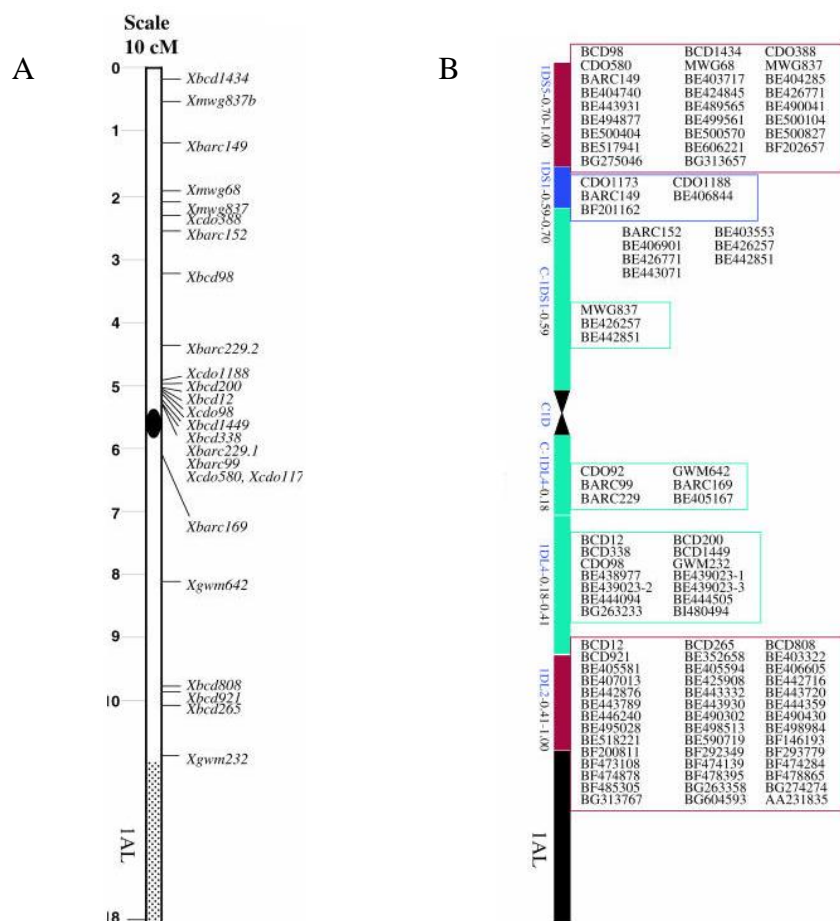 Scale
10 cM
A
0
1
2
3
4
5
6
7
8
9
10
18
1AL
Xbcd1434
Xmwg837b
Xbarc149
Xmwg68
Xmwg837
Xcdo388
Xbarc152
Xbcd98
Xbarc229.2
Xcdo1188
Xbcd200
Xbcd12
Xcdo98
Xbcd1449
Xbcd338
Xbarc229.1
Xbarc99
Xcdo580, Xcdo117
Xbarc169
Xgwm642
Xbcd808
Xbcd921
Xbcd265
Xgwm232
B
1DS5-0.70-1.00
1DS1-0.59-0.70
C-1DS1-0.59
C1D
C-1DL4-0.18
1DL4-0.18-0.41
1DL2-0.41-1.00
1AL
BCD98 BCD1434 CDO388
CDO580 MWG68 MWG837
BARC149 BE403717 BE404285
BE404740 BE424845 BE426771
BE443931 BE489565 BE490041
BE494877 BE499561 BE500104
BE500404 BE500570 BE500827
BE517941 BE606221 BF202657
BG275046 BG313657
CDO1173 CDO1188
BARC149 BE406844
BF201162
BARC152 BE403553
BE406901 BE426257
BE426771 BE442851
BE443071
MWG837
BE426257
BE442851
CDO92 GWM642
BARC99 BARC169
BARC229 BE405167
BCD12 BCD200
BCD338 BCD1449
CDO98 GWM232
BE438977 BE439023-1
BE439023-2 BE439023-3
BE444094 BE444505
BG263233 BI480494
BCD12 BCD265 BCD808
BCD921 BE352658 BE403322
BE405581 BE405594 BE406605
BE407013 BE425908 BE442716
BE442876 BE443332 BE443720
BE443789 BE443930 BE444359
BE446240 BE490302 BE490430
BE495028 BE498513 BE498984
BE518221 BE590719 BF146193
BF200811 BF292349 BF293779
BF473108 BF474139 BF474284
BF474878 BF478395 BF478865
BF485305 BG263358 BG274274
BG313767 BG604593 AA231835